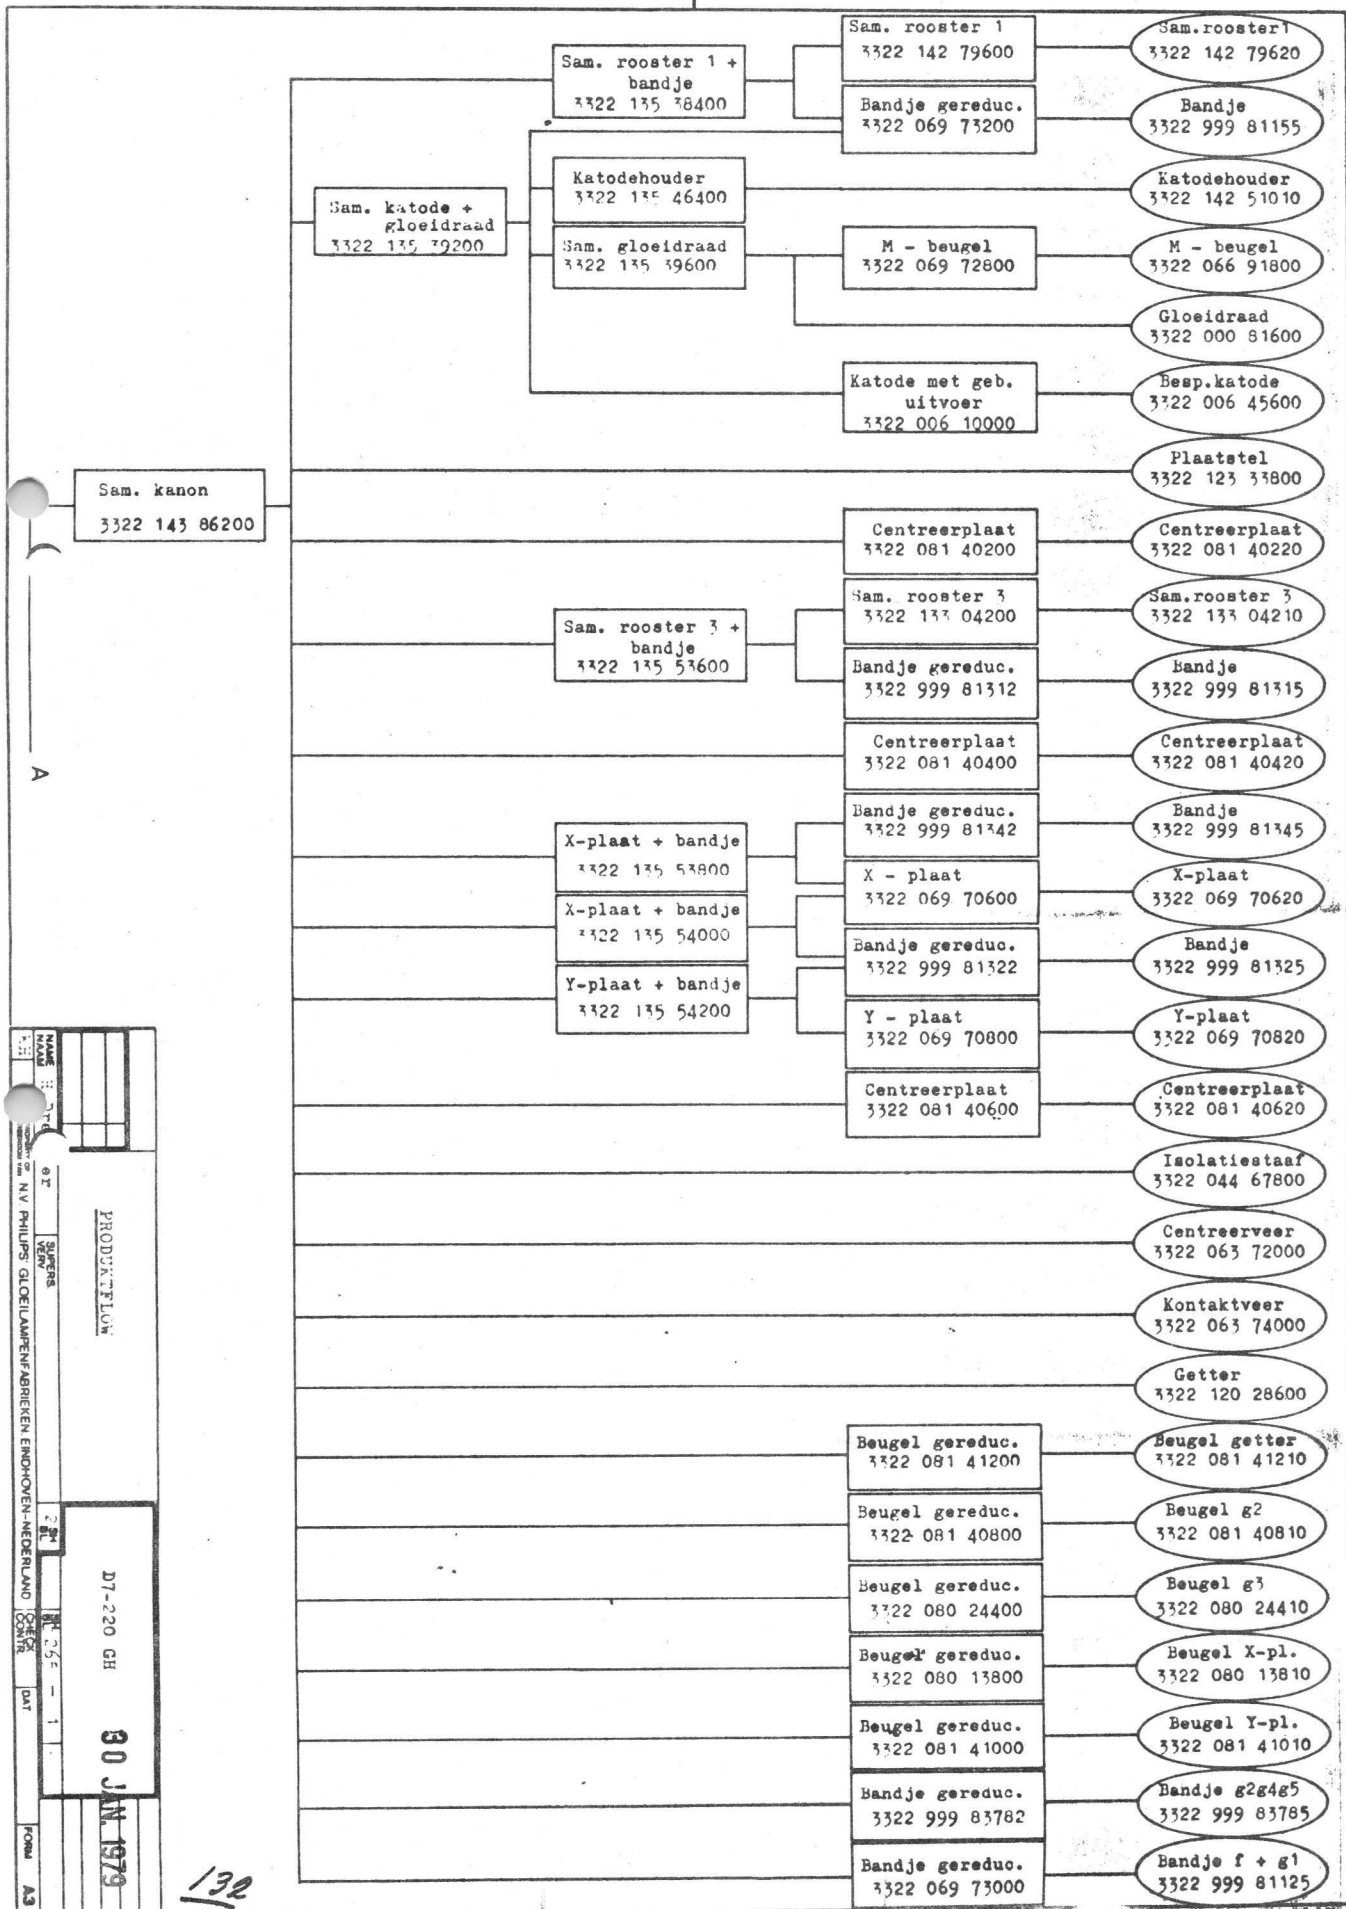 Sam. rooster 1 +
bandje
3322 135 38400
Sam. rooster 1
3322 142 79600
Sam.rooster1
3322 142 79620
Bandje gereduc.
3322 069 73200
Bandje
3322 999 81155
Sam. katode +
gloeidraad
3322 135 39200
Katodehouder
3322 135 46400
Katodehouder
3322 142 51010
Sam. gloeidraad
3322 135 39600
M - beugel
3322 069 72800
M - beugel
3322 066 91800
Gloeidraad
3322 000 81600
Katode met geb.
uitvoer
3322 006 10000
Besp.katode
3322 006 45600
Sam. kanon
3322 143 86200
Plaatstel
3322 123 33800
Centreerplaat
3322 081 40200
Centreerplaat
3322 081 40220
Sam. rooster 3 +
bandje
3322 135 53600
Sam. rooster 3
3322 133 04200
Sam.rooster 3
3322 133 04210
Bandje gereduc.
3322 999 81312
Bandje
3322 999 81315
Centreerplaat
3322 081 40400
Centreerplaat
3322 081 40420
A
X-plaat + bandje
3322 135 53800
Bandje gereduc.
3322 999 81342
Bandje
3322 999 81345
X - plaat
3322 069 70600
X-plaat
3322 069 70620
X-plaat + bandje
3322 135 54000
Bandje gereduc.
3322 999 81322
Bandje
3322 999 81325
Y-plaat + bandje
3322 135 54200
Y - plaat
3322 069 70800
Y-plaat
3322 069 70820
Centreerplaat
3322 081 40600
Centreerplaat
3322 081 40620
Isolatiestaaf
3322 044 67800
Centreerveer
3322 063 72000
Kontaktveer
3322 063 74000
Getter
3322 120 28600
Beugel gereduc.
3322 081 41200
Beugel getter
3322 081 41210
Beugel gereduc.
3322 081 40800
Beugel g2
3322 081 40810
Beugel gereduc.
3322 080 24400
Beugel g3
3322 080 24410
Beugel gereduc.
3322 080 13800
Beugel X-pl.
3322 080 13810
Beugel gereduc.
3322 081 41000
Beugel Y-pl.
3322 081 41010
Bandje gereduc.
3322 999 83782
Bandje g2g4g5
3322 999 83785
Bandje gereduc.
3322 069 73000
Bandje f + g1
3322 999 81125
PRODUKTFLOW
D7-220 GH
30 JAN. 1979
NAME
NAAM
er
SUPERS.
VERV.
2 SH
BL
SH
BL 265 - 1
N.V. PHILIPS' GLOEILAMPENFABRIEKEN EINDHOVEN-NEDERLAND
CHECK
CONTR.
DAT
FORM A3
132